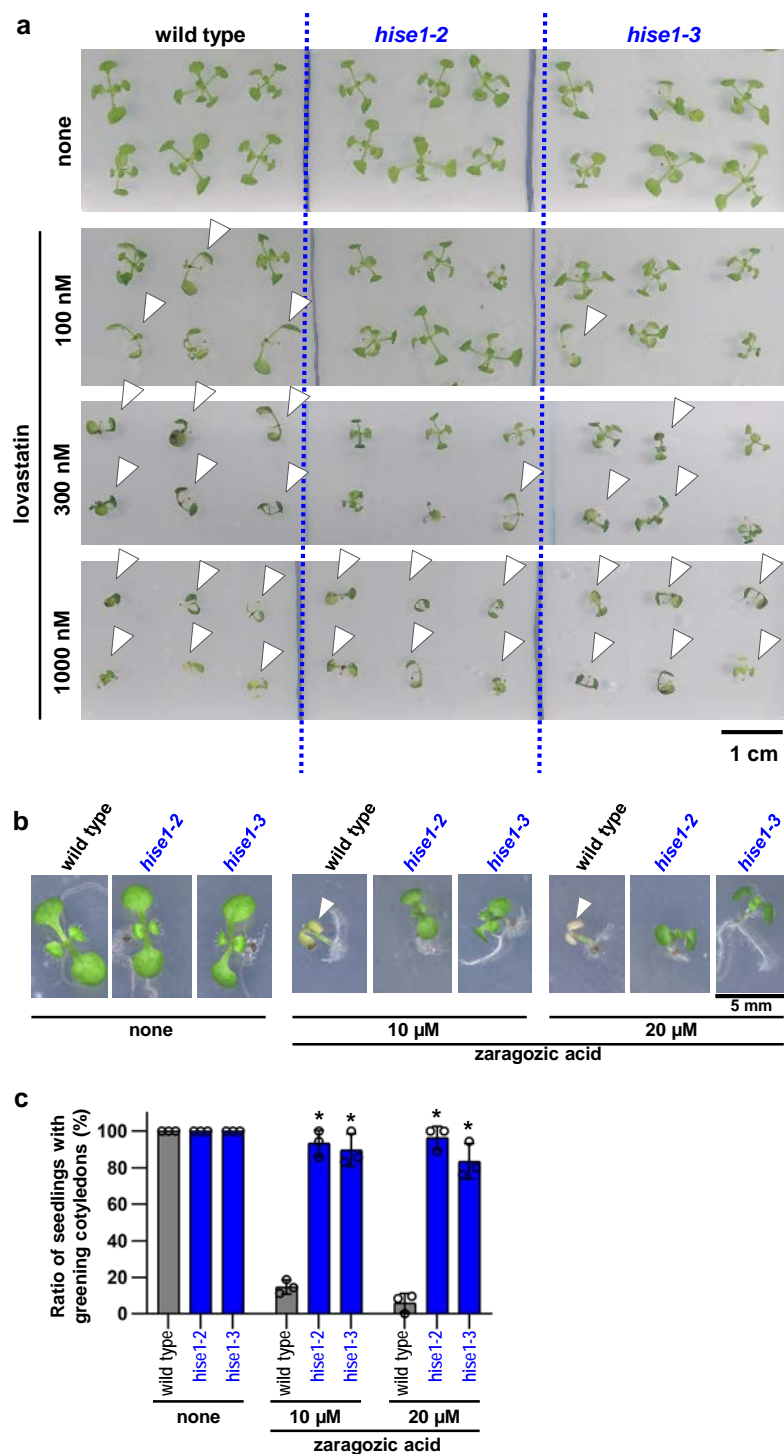 a
wild type hise1-2 hise1-3
none
lovastatin
100 nM
300 nM
1000 nM
1 cm
b
wild type hise1-2 hise1-3 wild type hise1-2 hise1-3 wild type hise1-2 hise1-3
5 mm
none 10 µM 20 µM
zaragozic acid
c
Ratio of seedlings with
greening cotyledons (%)
100
80
60
40
20
0
* * * *
wild type hise1-2 hise1-3 wild type hise1-2 hise1-3 wild type hise1-2 hise1-3
none 10 µM 20 µM
zaragozic acid